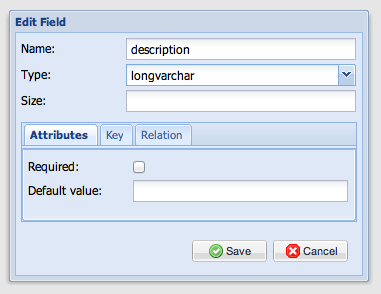 Edit Field
Name: description
Type: longvarchar
Size:
Attributes Key Relation
Required:
Default value:
Save Cancel